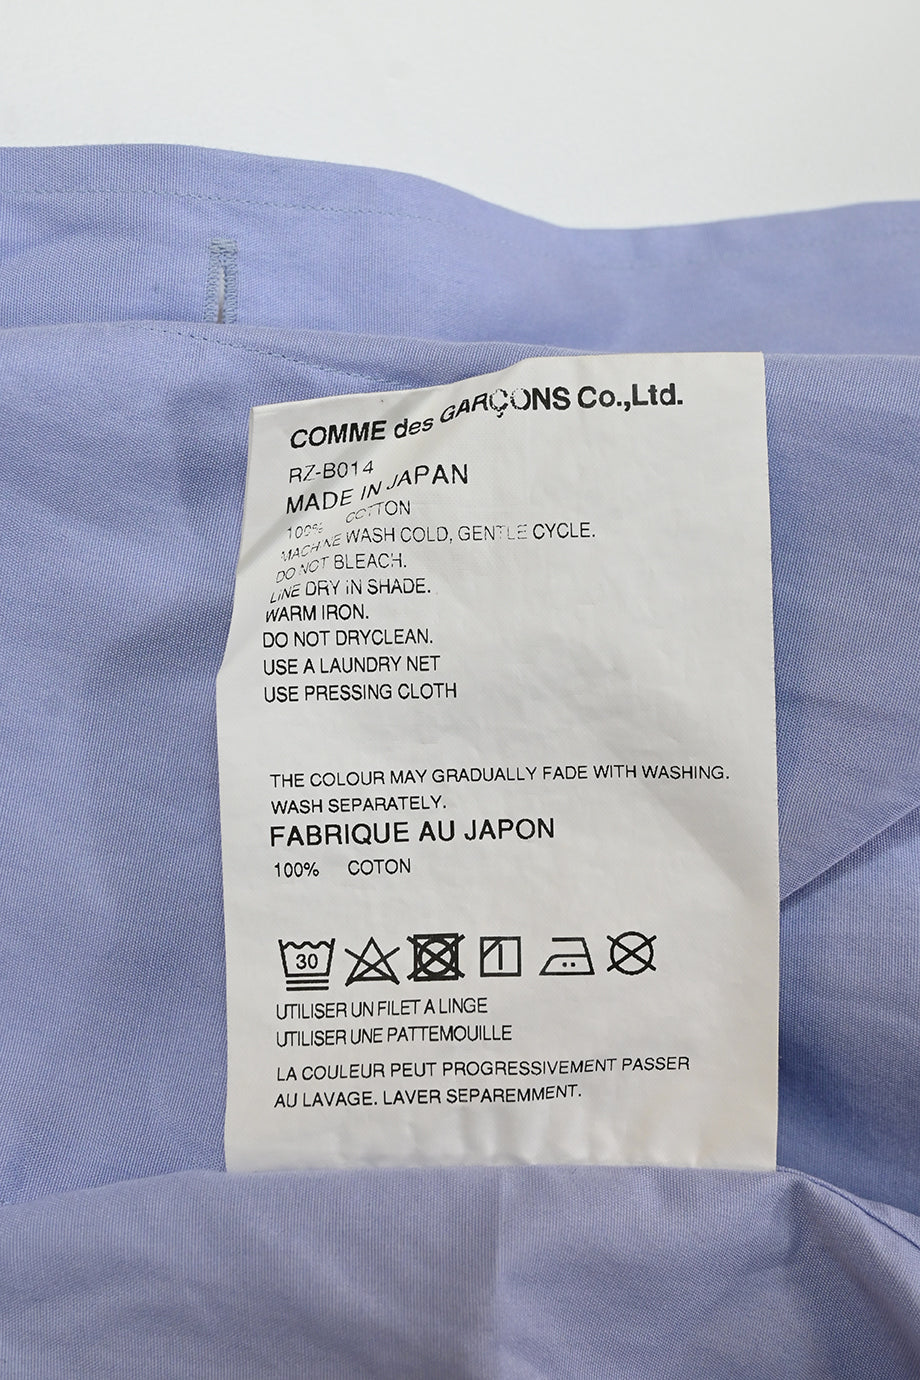 COMME des GARÇONS Co.,Ltd.
RZ-B014
MADE IN JAPAN
100% COTTON
MACHINE WASH COLD, GENTLE CYCLE.
DO NOT BLEACH.
LINE DRY IN SHADE.
WARM IRON.
DO NOT DRYCLEAN.
USE A LAUNDRY NET
USE PRESSING CLOTH
THE COLOUR MAY GRADUALLY FADE WITH WASHING.
WASH SEPARATELY.
FABRIQUE AU JAPON
100% COTON
30
UTILISER UN FILET A LINGE
UTILISER UNE PATTEMOUILLE
LA COULEUR PEUT PROGRESSIVEMENT PASSER
AU LAVAGE. LAVER SEPAREMMENT.